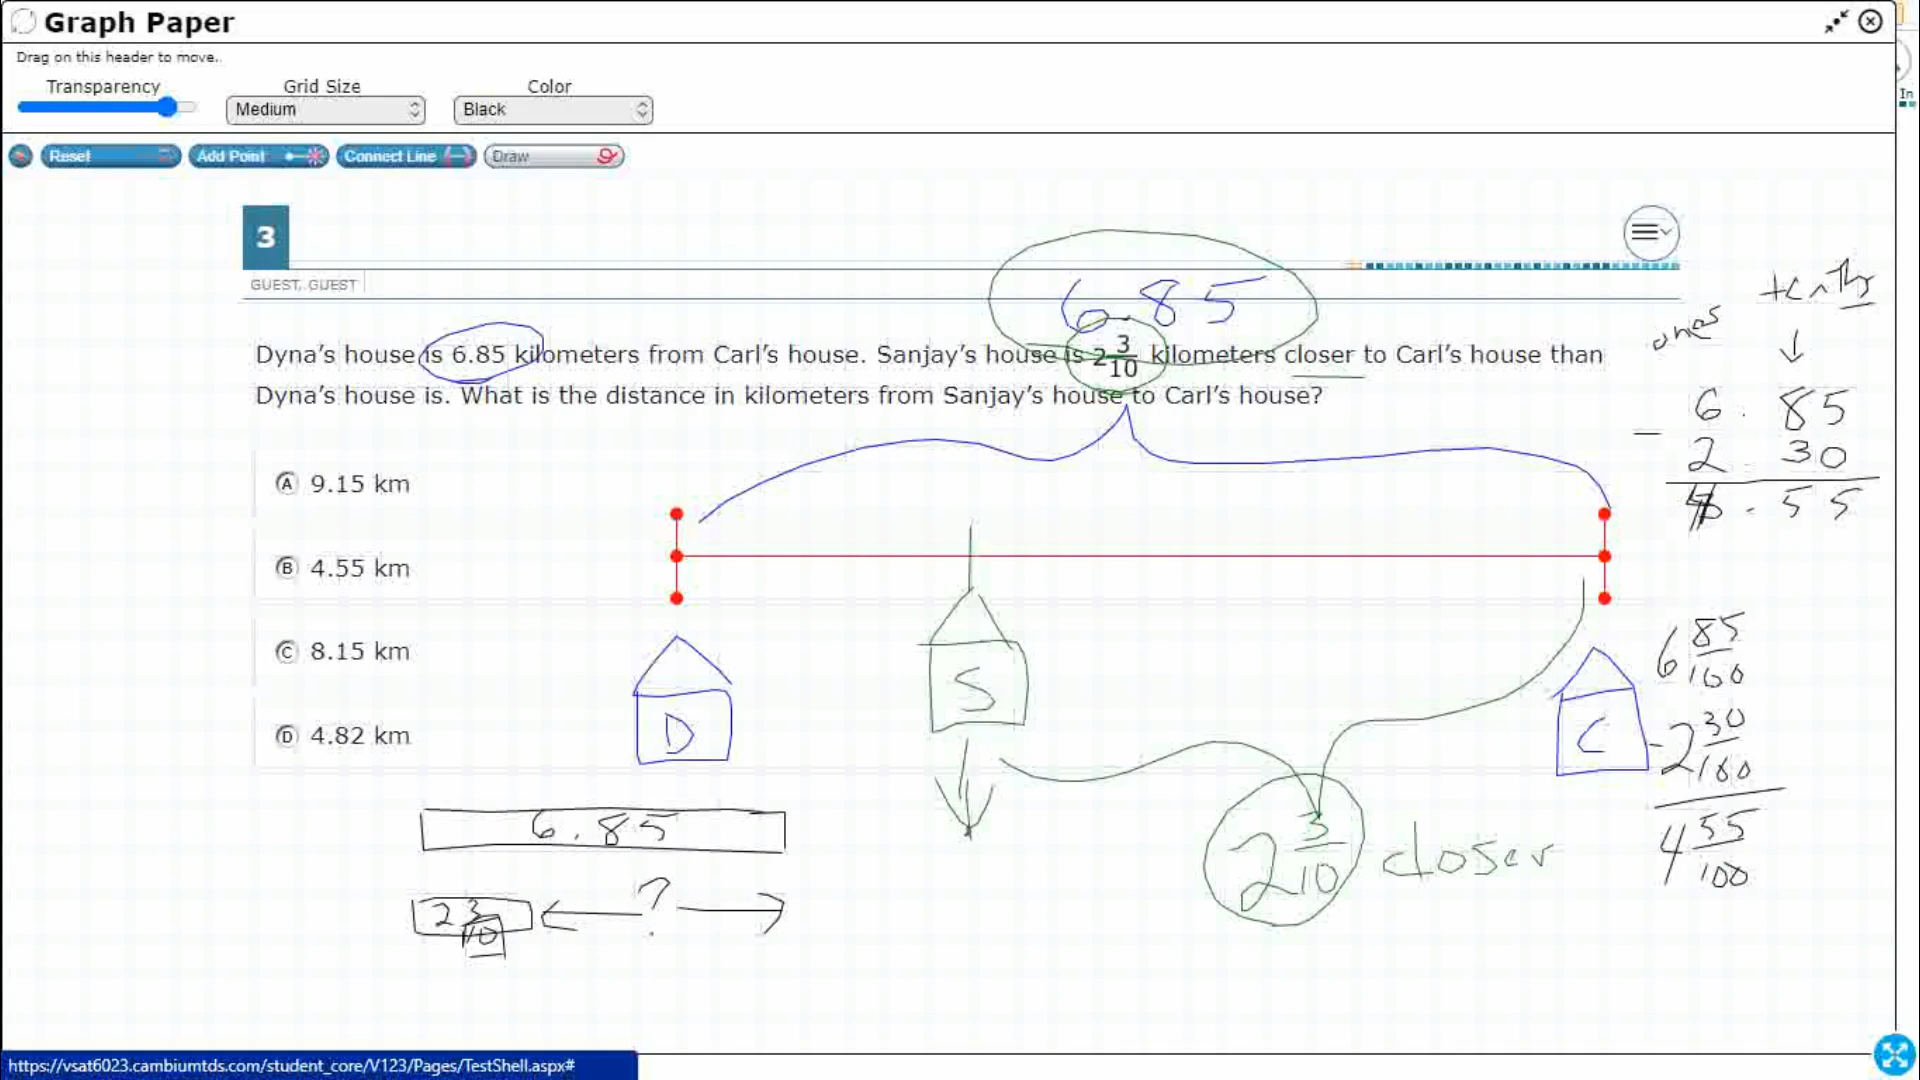 Graph Paper
Drag on this header to move..
Transparency
Grid Size
Color
Medium
Black
Reset
Add Point
Connect Line
Draw
In
3
GUEST, GUEST
6.85
Dyna’s house is 6.85 kilometers from Carl’s house. Sanjay’s house is 2 3/10 kilometers closer to Carl’s house than
Dyna’s house is. What is the distance in kilometers from Sanjay’s house to Carl’s house?
A 9.15 km
B 4.55 km
C 8.15 km
D 4.82 km
D
S
C
6.85
2 3/10
?
2 3/10 closer
ones
tenths
6.85
- 2.30
4.55
6 85/100
- 2 30/100
4 55/100
https://vsat6023.cambiumtds.com/student_core/V123/Pages/TestShell.aspx#